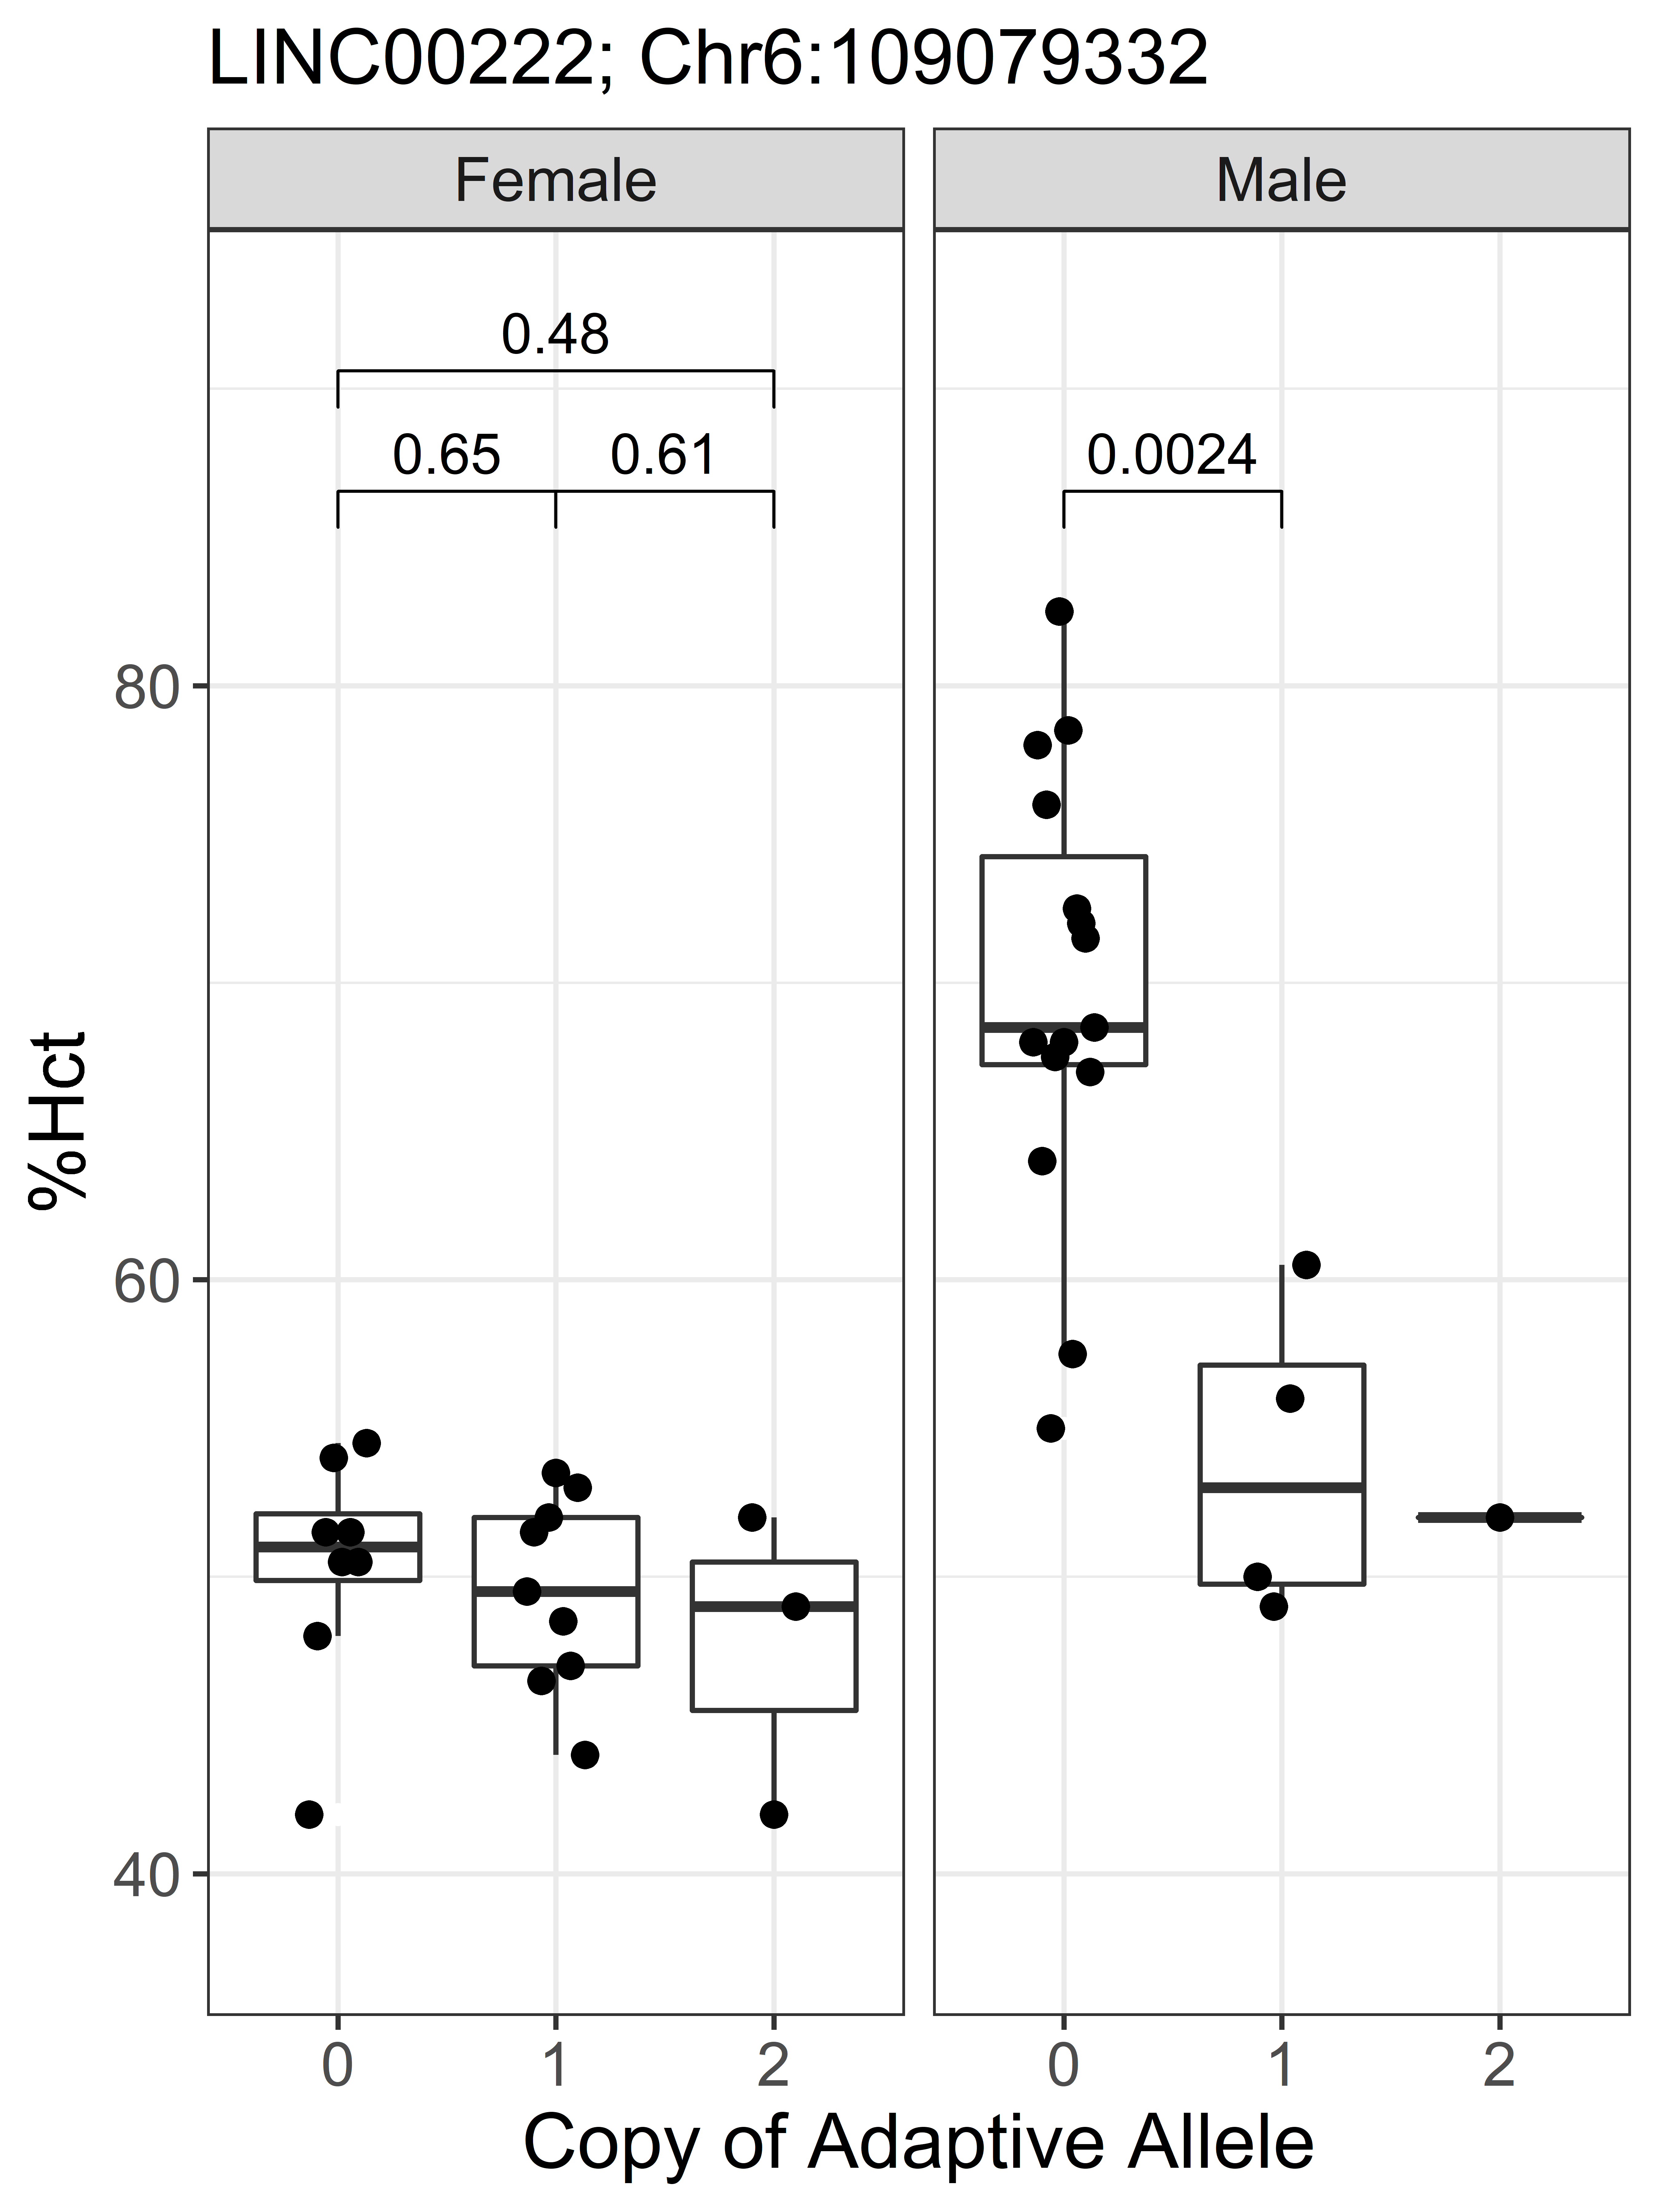 LINC00222; Chr6:109079332
Female Male
0.48
0.65 0.61 0.0024
80
60
40
%Hct
0 1 2 0 1 2
Copy of Adaptive Allele